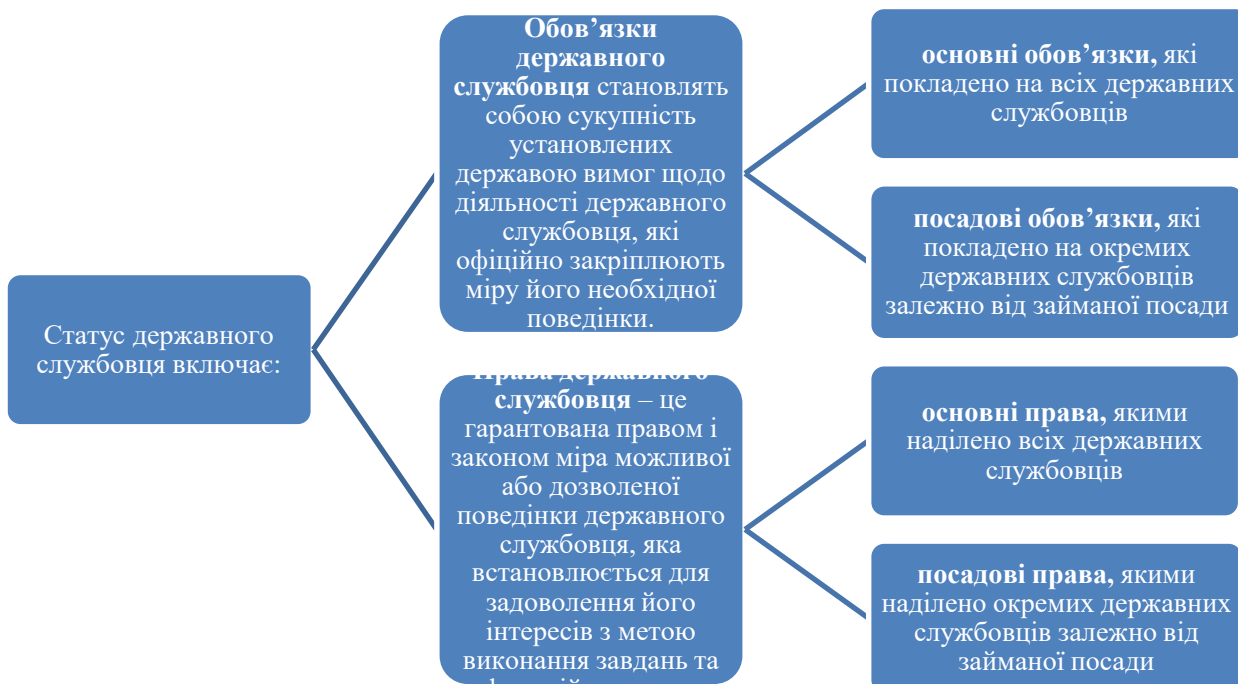 Статус державного
службовця включає:
Обов’язки
державного
службовця становлять
собою сукупність
установлених
державою вимог щодо
діяльності державного
службовця, які
офіційно закріплюють
міру його необхідної
поведінки.
основні обов’язки, які
покладено на всіх державних
службовців
посадові обов’язки, які
покладено на окремих
державних службовців
залежно від займаної посади
Права державного
службовця – це
гарантована правом і
законом міра можливої
або дозволеної
поведінки державного
службовця, яка
встановлюється для
задоволення його
інтересів з метою
виконання завдань та
основні права, якими
наділено всіх державних
службовців
посадові права, якими
наділено окремих державних
службовців залежно від
займаної посади